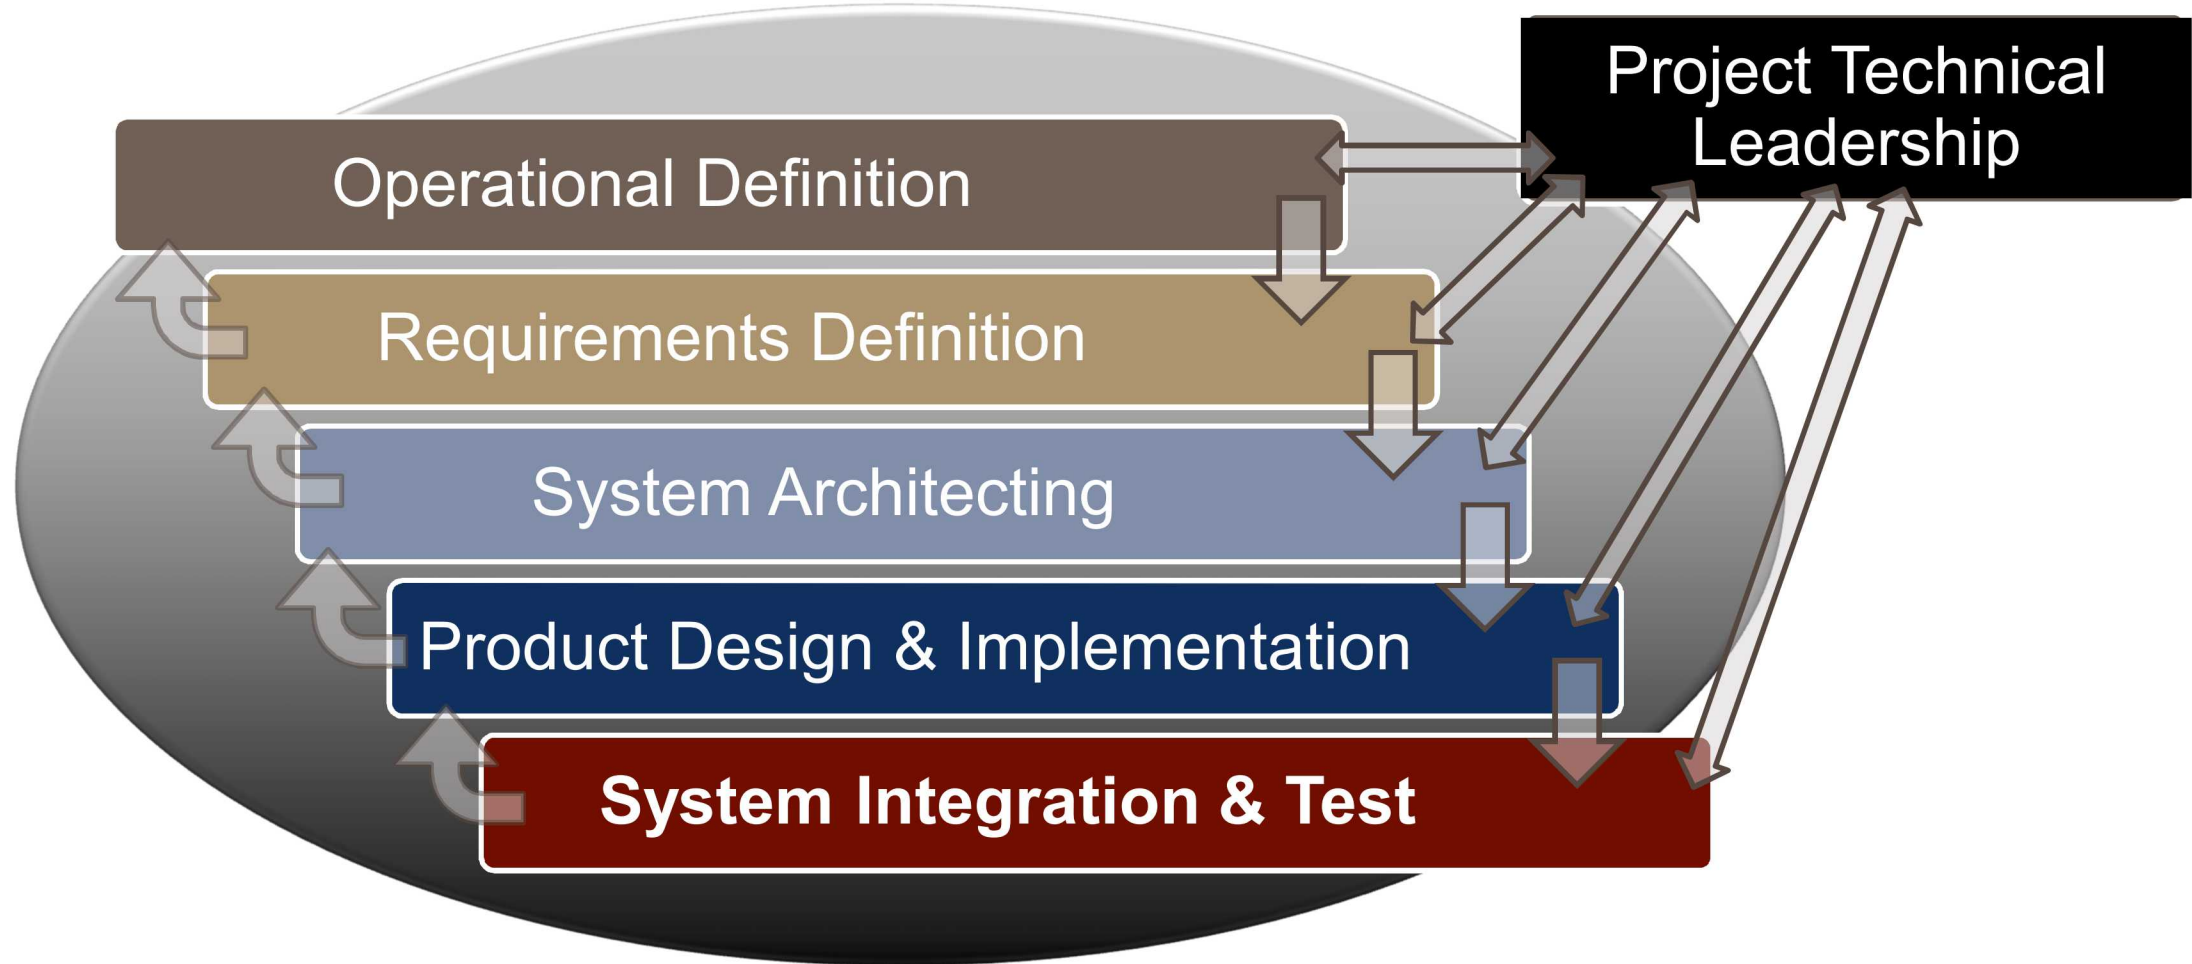 Project Technical
Leadership
Operational Definition
Requirements Definition
System Architecting
Product Design & Implementation
System Integration & Test